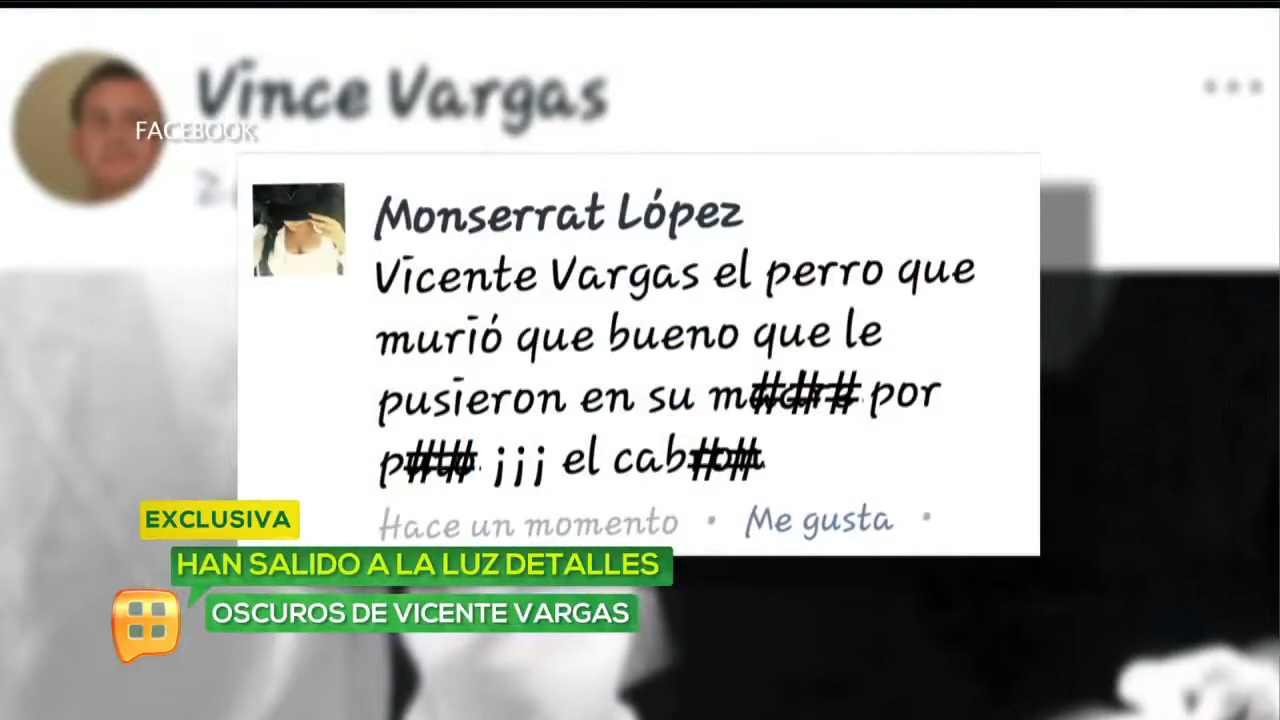 Vince Vargas
FACEBOOK
Monserrat López
Vicente Vargas el perro que
murió que bueno que le
pusieron en su m#### por
p### ¡¡¡ el cab###
Hace un momento · Me gusta ·
EXCLUSIVA
HAN SALIDO A LA LUZ DETALLES
OSCUROS DE VICENTE VARGAS